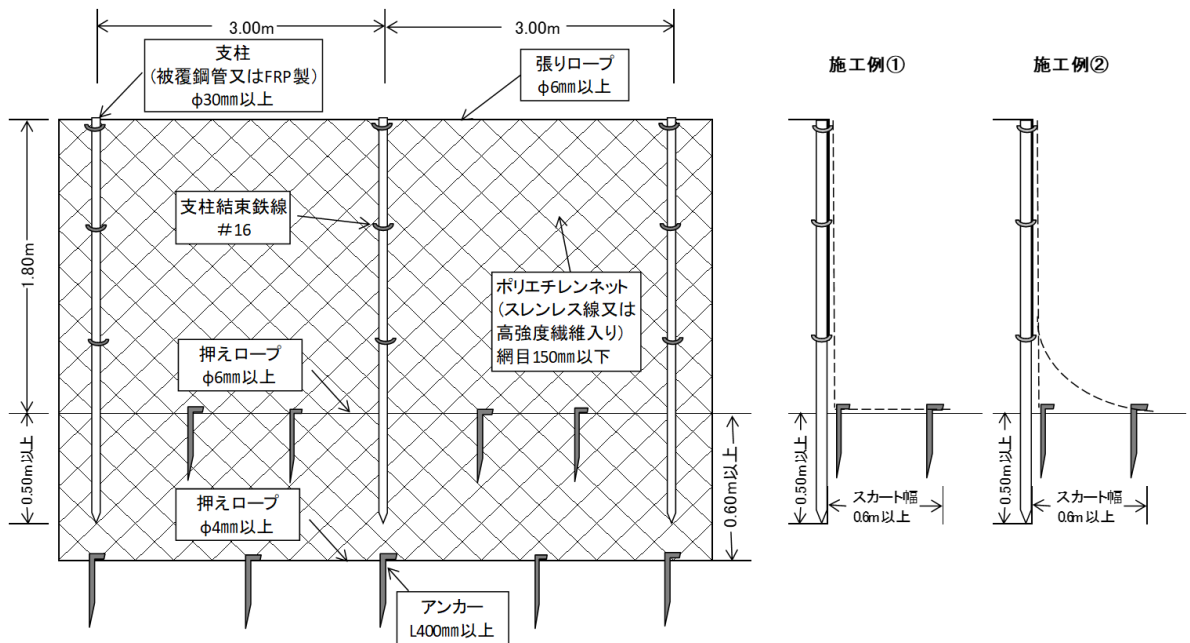 3.00m
3.00m
支柱
(被覆鋼管又はFRP製)
φ30mm以上
張りロープ
φ6mm以上
施工例①
施工例②
1.80m
支柱結束鉄線
#16
ポリエチレンネット
(スレンレス線又は
高強度繊維入り)
網目150mm以下
押えロープ
φ6mm以上
0.50m以上
0.60m以上
0.50m以上
スカート幅
0.6m以上
0.50m以上
スカート幅
0.6m以上
押えロープ
φ4mm以上
アンカー
L400mm以上